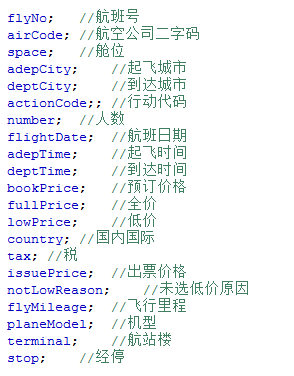 flyNo; //航班号
airCode; //航空公司二字码
space; //舱位
adepCity; //起飞城市
deptCity; //到达城市
actionCode;; //行动代码
number; //人数
flightDate; //航班日期
adepTime; //起飞时间
deptTime; //到达时间
bookPrice; //预订价格
fullPrice; //全价
lowPrice; //低价
country; //国内国际
tax; //税
issuePrice; //出票价格
notLowReason; //未选低价原因
flyMileage; //飞行里程
planeModel; //机型
terminal; //航站楼
stop; //经停